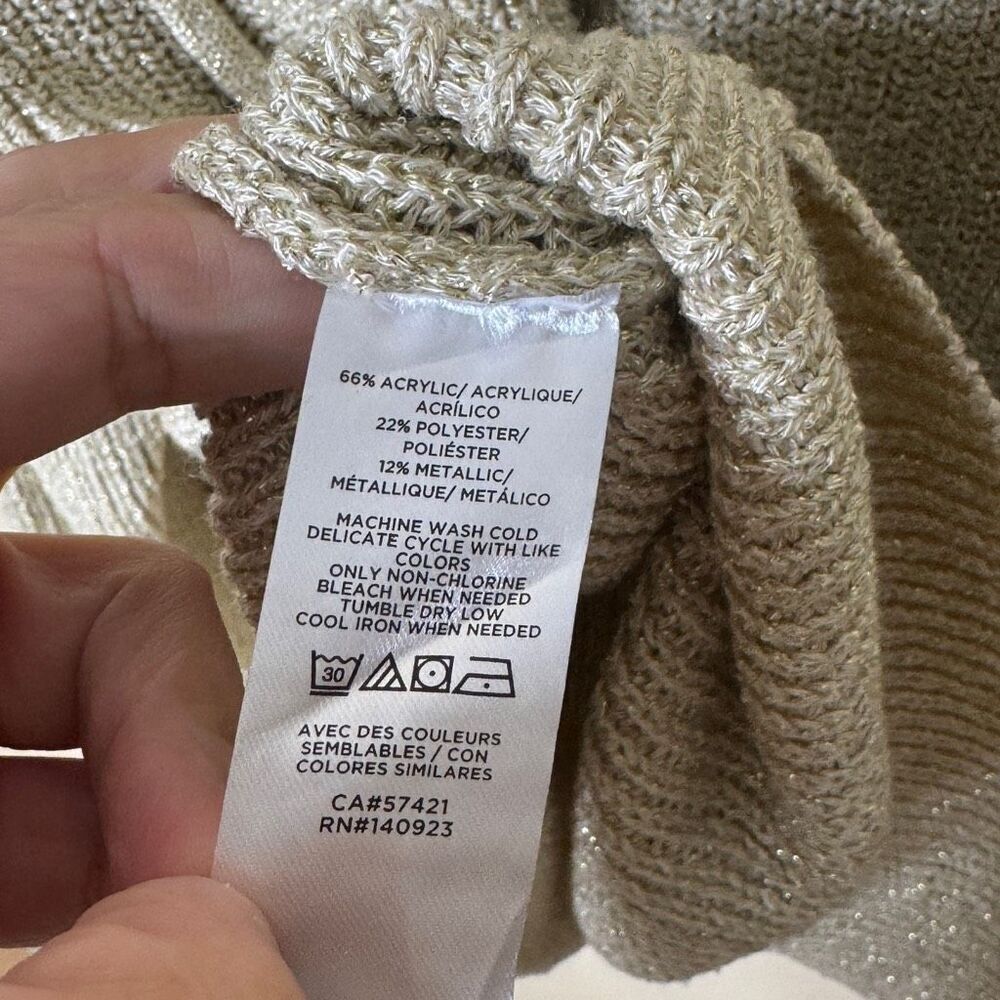 66% ACRYLIC/ ACRYLIQUE/
ACRÍLICO
22% POLYESTER/
POLIÉSTER
12% METALLIC/
MÉTALLIQUE/ METÁLICO
MACHINE WASH COLD
DELICATE CYCLE WITH LIKE
COLORS
ONLY NON-CHLORINE
BLEACH WHEN NEEDED
TUMBLE DRY LOW
COOL IRON WHEN NEEDED
30
AVEC DES COULEURS
SEMBLABLES / CON
COLORES SIMILARES
CA#57421
RN#140923